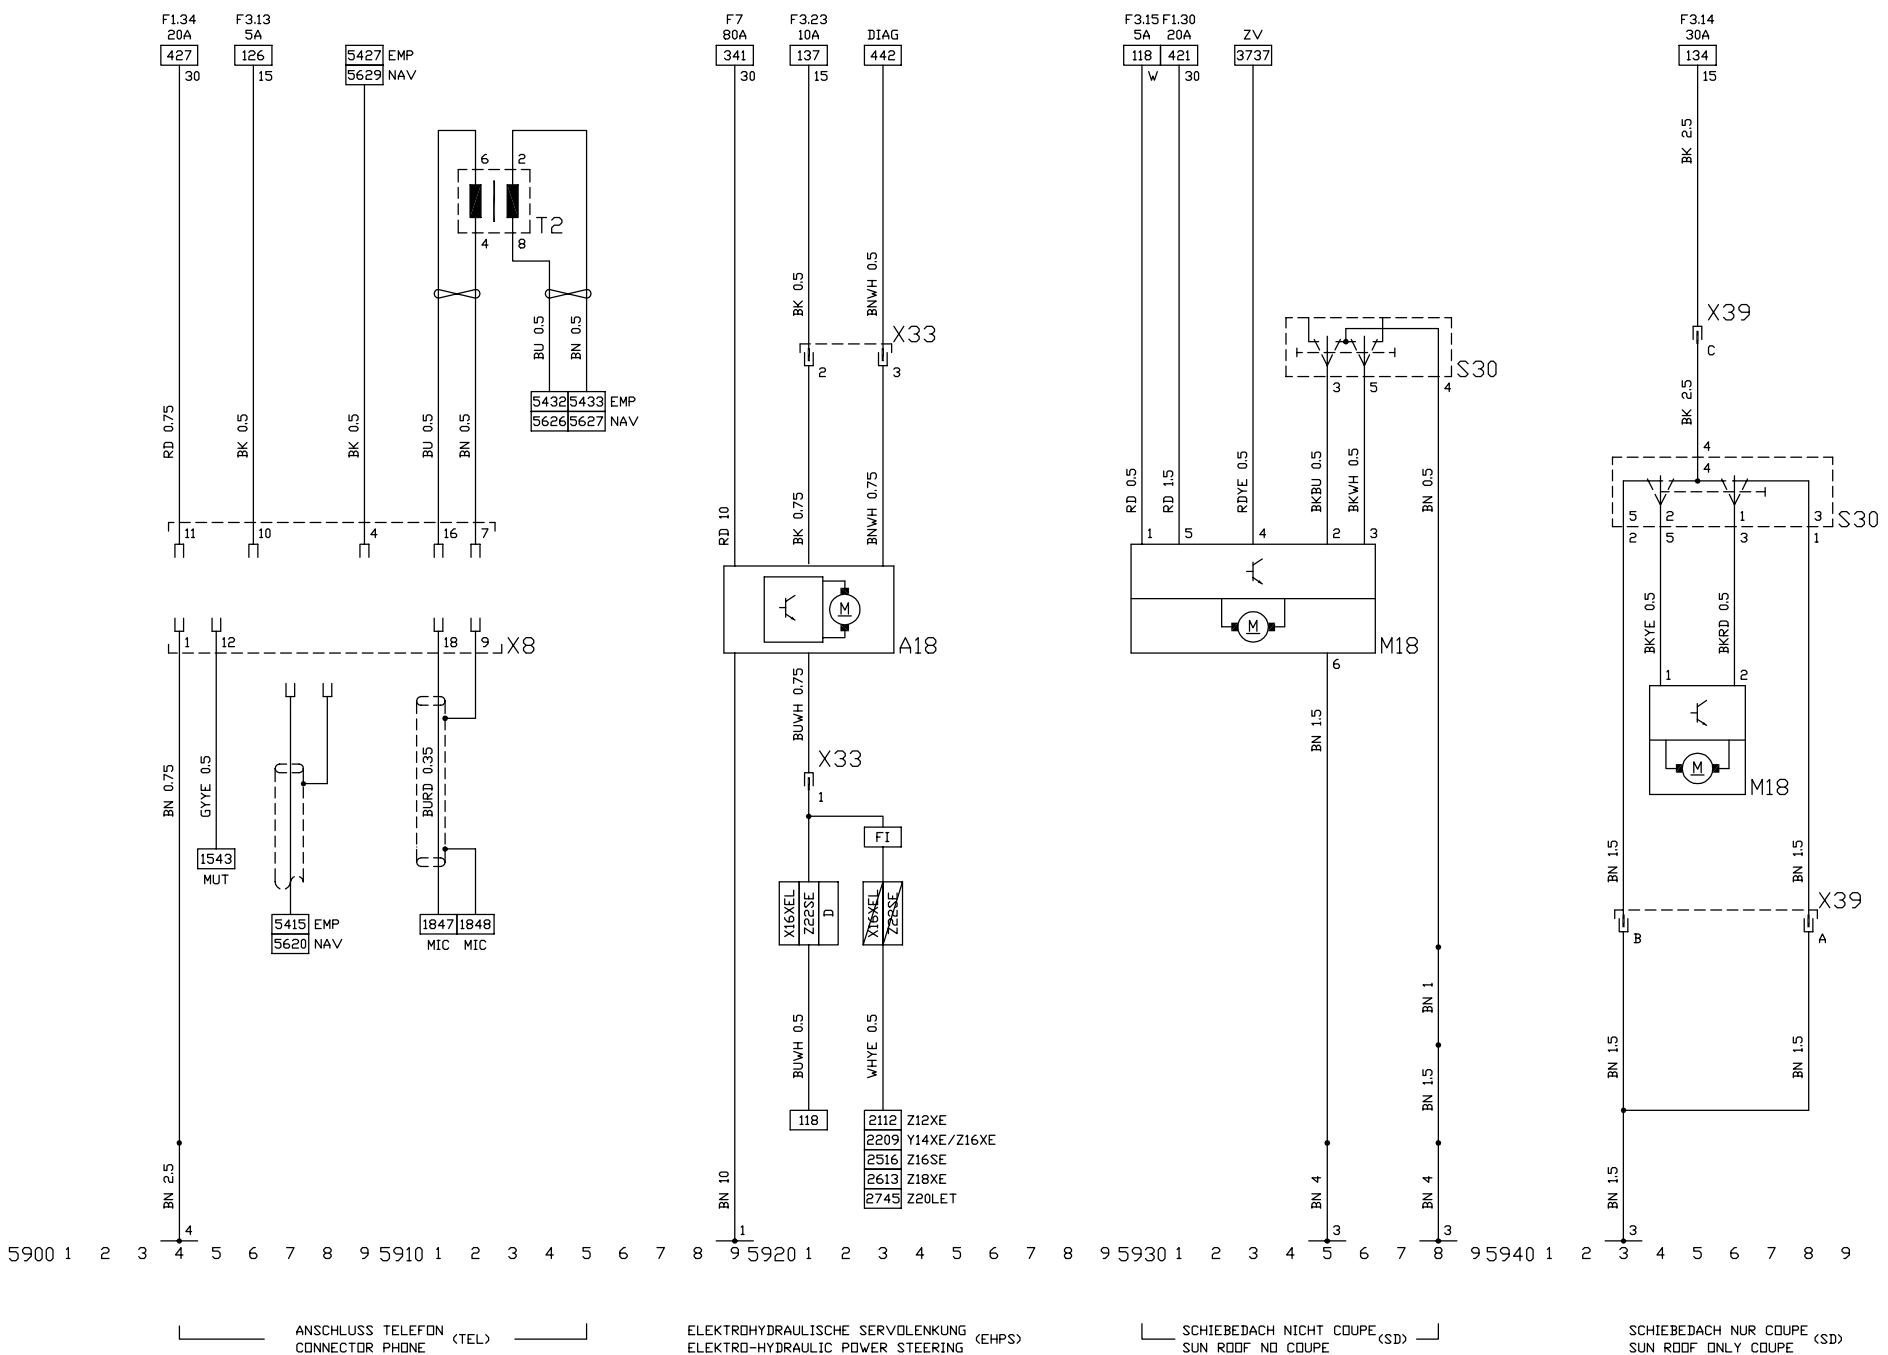 F1.34 F3.13 F7 F3.23 F3.15 F1.30 F3.14
20A 5A 80A 10A DIAG 5A 20A ZV 30A
427 126 5427 EMP 341 137 442 118 421 3737 134
30 15 5629 NAV 30 15 W 30 15
BK 2.5
6 2
T2
4 8
BK 0.5 BNWH 0.5
X39
C
BU 0.5 BN 0.5
X33
2 3
S30
3 5 4
5432 5433 EMP
5626 5627 NAV
BK 2.5
RD 0.75 BK 0.5 BK 0.5 BU 0.5 BN 0.5
4
4
RD 10 BK 0.75 BNWH 0.75
RD 0.5 RD 1.5 RDYE 0.5 BKBU 0.5 BKWH 0.5 BN 0.5
5 2 1 3
S30
2 5 3 1
11 10 4 16 7
1 5 4 2 3
M
A18
M
M18
6
1 12 18 9 X8
BKYE 0.5 BKRD 0.5
1 2
BUWH 0.75
BN 1.5
M
M18
X33
1
BN 0.75 GYYE 0.5 BURD 0.35
FI
1543
MUT
BN 1.5 BN 1.5
X39
B A
X16XEL Z22SE D X16XEL Z22SE
5415 EMP 1847 1848
5620 NAV MIC MIC
BN 1
BUWH 0.5 WHYE 0.5
BN 1.5 BN 1.5 BN 1.5
118 2112 Z12XE
2209 Y14XE/Z16XE
2516 Z16SE
2613 Z18XE
2745 Z20LET
BN 2.5 BN 10 BN 4 BN 4 BN 1.5
4 1 3 3 3
5900 1 2 3 4 5 6 7 8 9 5910 1 2 3 4 5 6 7 8 9 5920 1 2 3 4 5 6 7 8 9 5930 1 2 3 4 5 6 7 8 9 5940 1 2 3 4 5 6 7 8 9
ANSCHLUSS TELEFON (TEL)
CONNECTOR PHONE
ELEKTROHYDRAULISCHE SERVOLENKUNG (EHPS)
ELEKTRO-HYDRAULIC POWER STEERING
SCHIEBEDACH NICHT COUPE (SD)
SUN ROOF NO COUPE
SCHIEBEDACH NUR COUPE (SD)
SUN ROOF ONLY COUPE